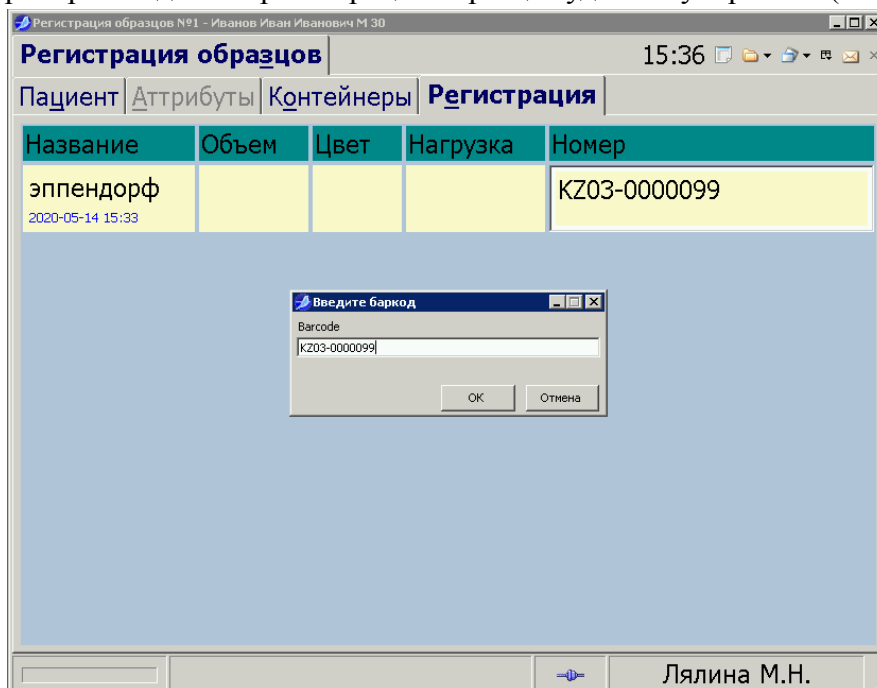 Регистрация образцов №1 - Иванов Иван Иванович М 30
Регистрация образцов 15:36
Пациент Аттрибуты Контейнеры Регистрация
Название Объем Цвет Нагрузка Номер
эппендорф KZ03-0000099
2020-05-14 15:33
Введите баркод
Barcode
KZ03-0000099
OK Отмена
Лялина М.Н.